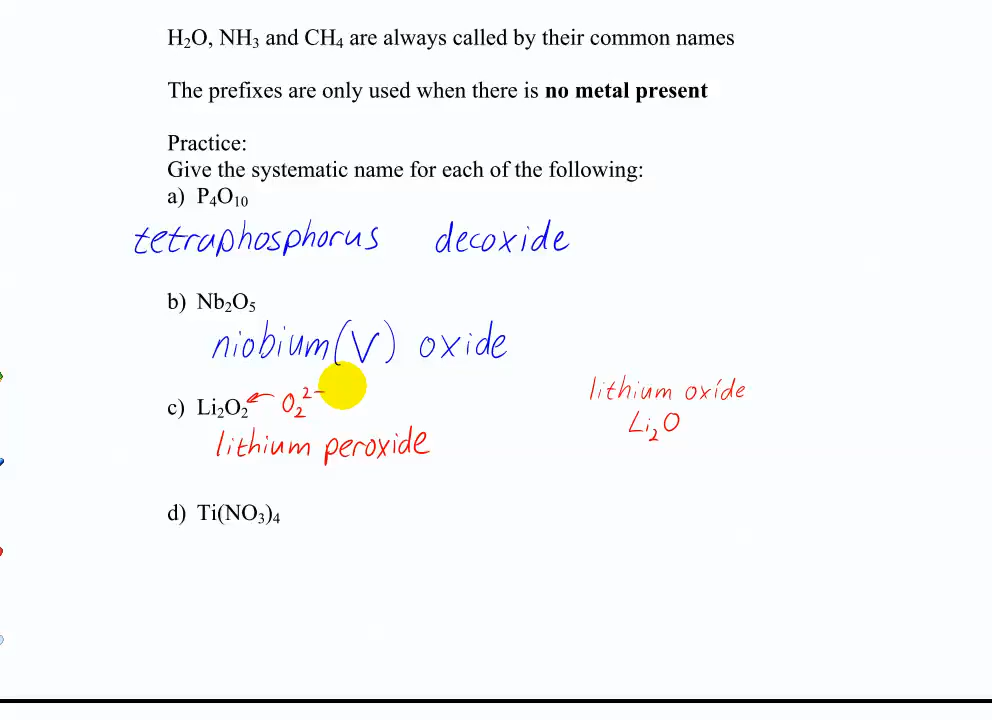 H₂O, NH₃ and CH₄ are always called by their common names
The prefixes are only used when there is no metal present
Practice:
Give the systematic name for each of the following:
a) P₄O₁₀
tetraphosphorus decoxide
b) Nb₂O₅
niobium(V) oxide
c) Li₂O₂ ← O₂²⁻
lithium peroxide
lithium oxide
Li₂O
d) Ti(NO₃)₄